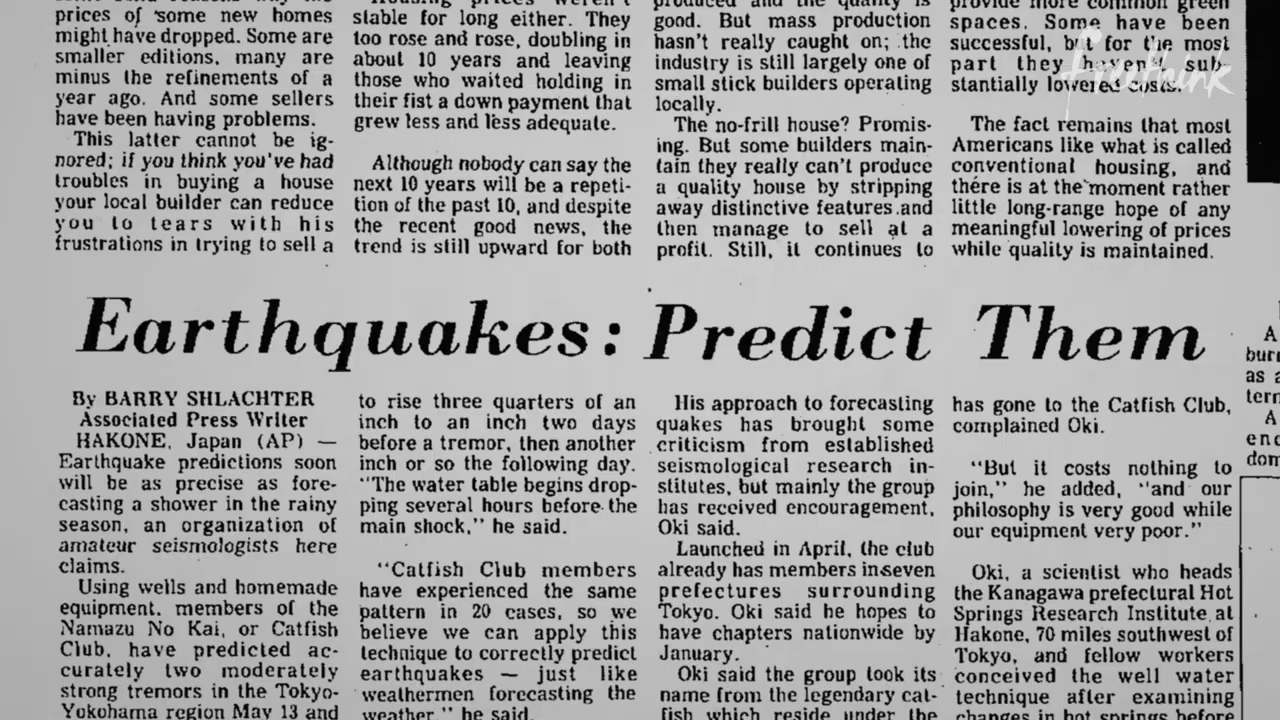 prices of some new homes
might have dropped. Some are
smaller editions, many are
minus the refinements of a
year ago. And some sellers
have been having problems.
This latter cannot be ig-
nored; if you think you've had
troubles in buying a house
your local builder can reduce
you to tears with his
frustrations in trying to sell a
stable for long either. They
too rose and rose, doubling in
about 10 years and leaving
those who waited holding in
their fist a down payment that
grew less and less adequate.
Although nobody can say the
next 10 years will be a repeti-
tion of the past 10, and despite
the recent good news, the
trend is still upward for both
produced and the quality is
good. But mass production
hasn't really caught on; the
industry is still largely one of
small stick builders operating
locally.
The no-frill house? Promis-
ing. But some builders main-
tain they really can't produce
a quality house by stripping
away distinctive features and
then manage to sell at a
profit. Still, it continues to
provide more common green
spaces. Some have been
successful, but for the most
part they haven't sub-
stantially lowered costs.
The fact remains that most
Americans like what is called
conventional housing, and
there is at the moment rather
little long-range hope of any
meaningful lowering of prices
while quality is maintained.
freethink
Earthquakes: Predict Them
By BARRY SHLACHTER
Associated Press Writer
HAKONE, Japan (AP) —
Earthquake predictions soon
will be as precise as fore-
casting a shower in the rainy
season, an organization of
amateur seismologists here
claims.
Using wells and homemade
equipment, members of the
Namazu No Kai, or Catfish
Club, have predicted ac-
curately two moderately
strong tremors in the Tokyo-
Yokohama region May 13 and
to rise three quarters of an
inch to an inch two days
before a tremor, then another
inch or so the following day.
"The water table begins drop-
ping several hours before the
main shock," he said.
"Catfish Club members
have experienced the same
pattern in 20 cases, so we
believe we can apply this
technique to correctly predict
earthquakes — just like
weathermen forecasting the
weather," he said.
His approach to forecasting
quakes has brought some
criticism from established
seismological research in-
stitutes, but mainly the group
has received encouragement,
Oki said.
Launched in April, the club
already has members in seven
prefectures surrounding
Tokyo. Oki said he hopes to
have chapters nationwide by
January.
Oki said the group took its
name from the legendary cat-
fish which reside under the
has gone to the Catfish Club,
complained Oki.
"But it costs nothing to
join," he added, "and our
philosophy is very good while
our equipment very poor."
Oki, a scientist who heads
the Kanagawa prefectural Hot
Springs Research Institute at
Hakone, 70 miles southwest of
Tokyo, and fellow workers
conceived the well water
technique after examining
changes in hot springs before
A
as a
A